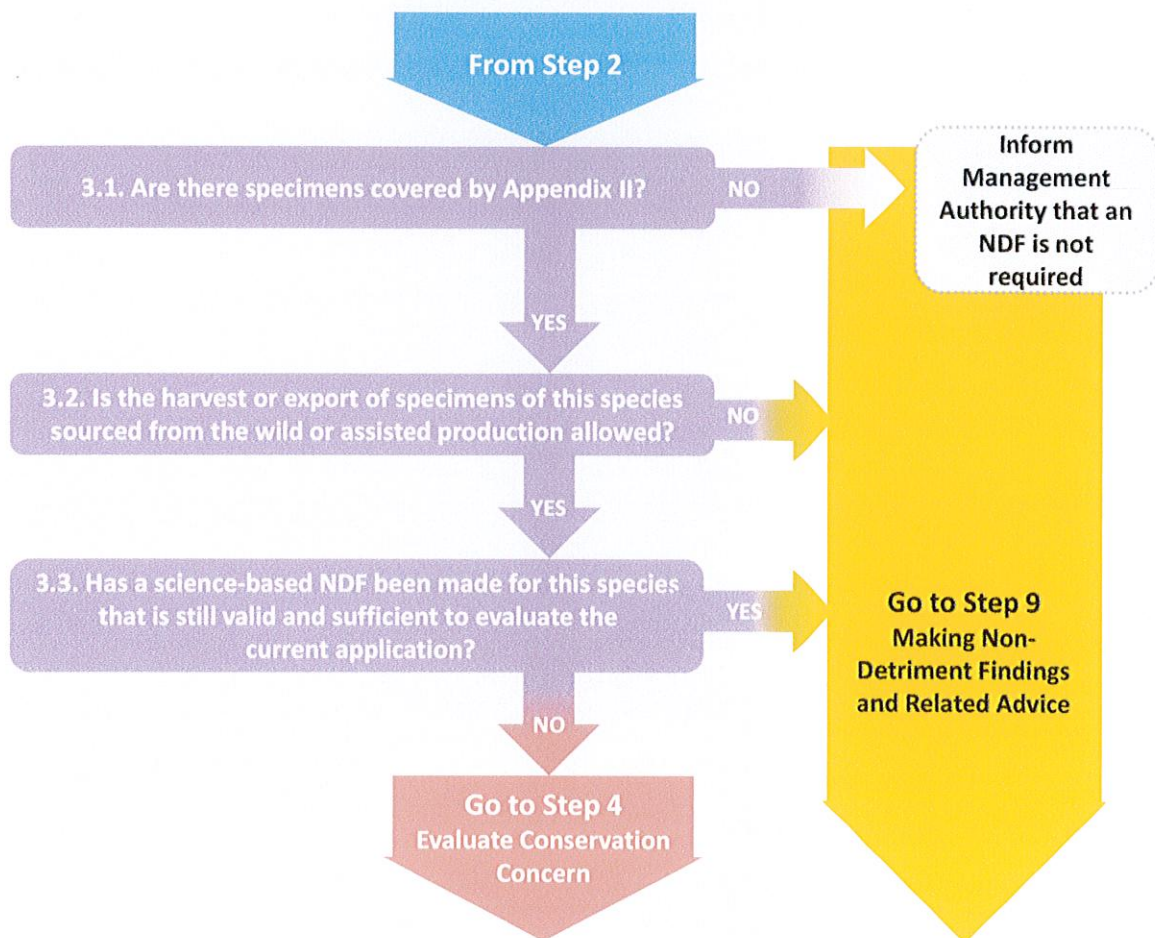 From Step 2
3.1. Are there specimens covered by Appendix II?
NO
Inform
Management
Authority that an
NDF is not
required
YES
3.2. Is the harvest or export of specimens of this species
sourced from the wild or assisted production allowed?
NO
YES
3.3. Has a science-based NDF been made for this species
that is still valid and sufficient to evaluate the
current application?
YES
Go to Step 9
Making Non-
Detriment Findings
and Related Advice
NO
Go to Step 4
Evaluate Conservation
Concern